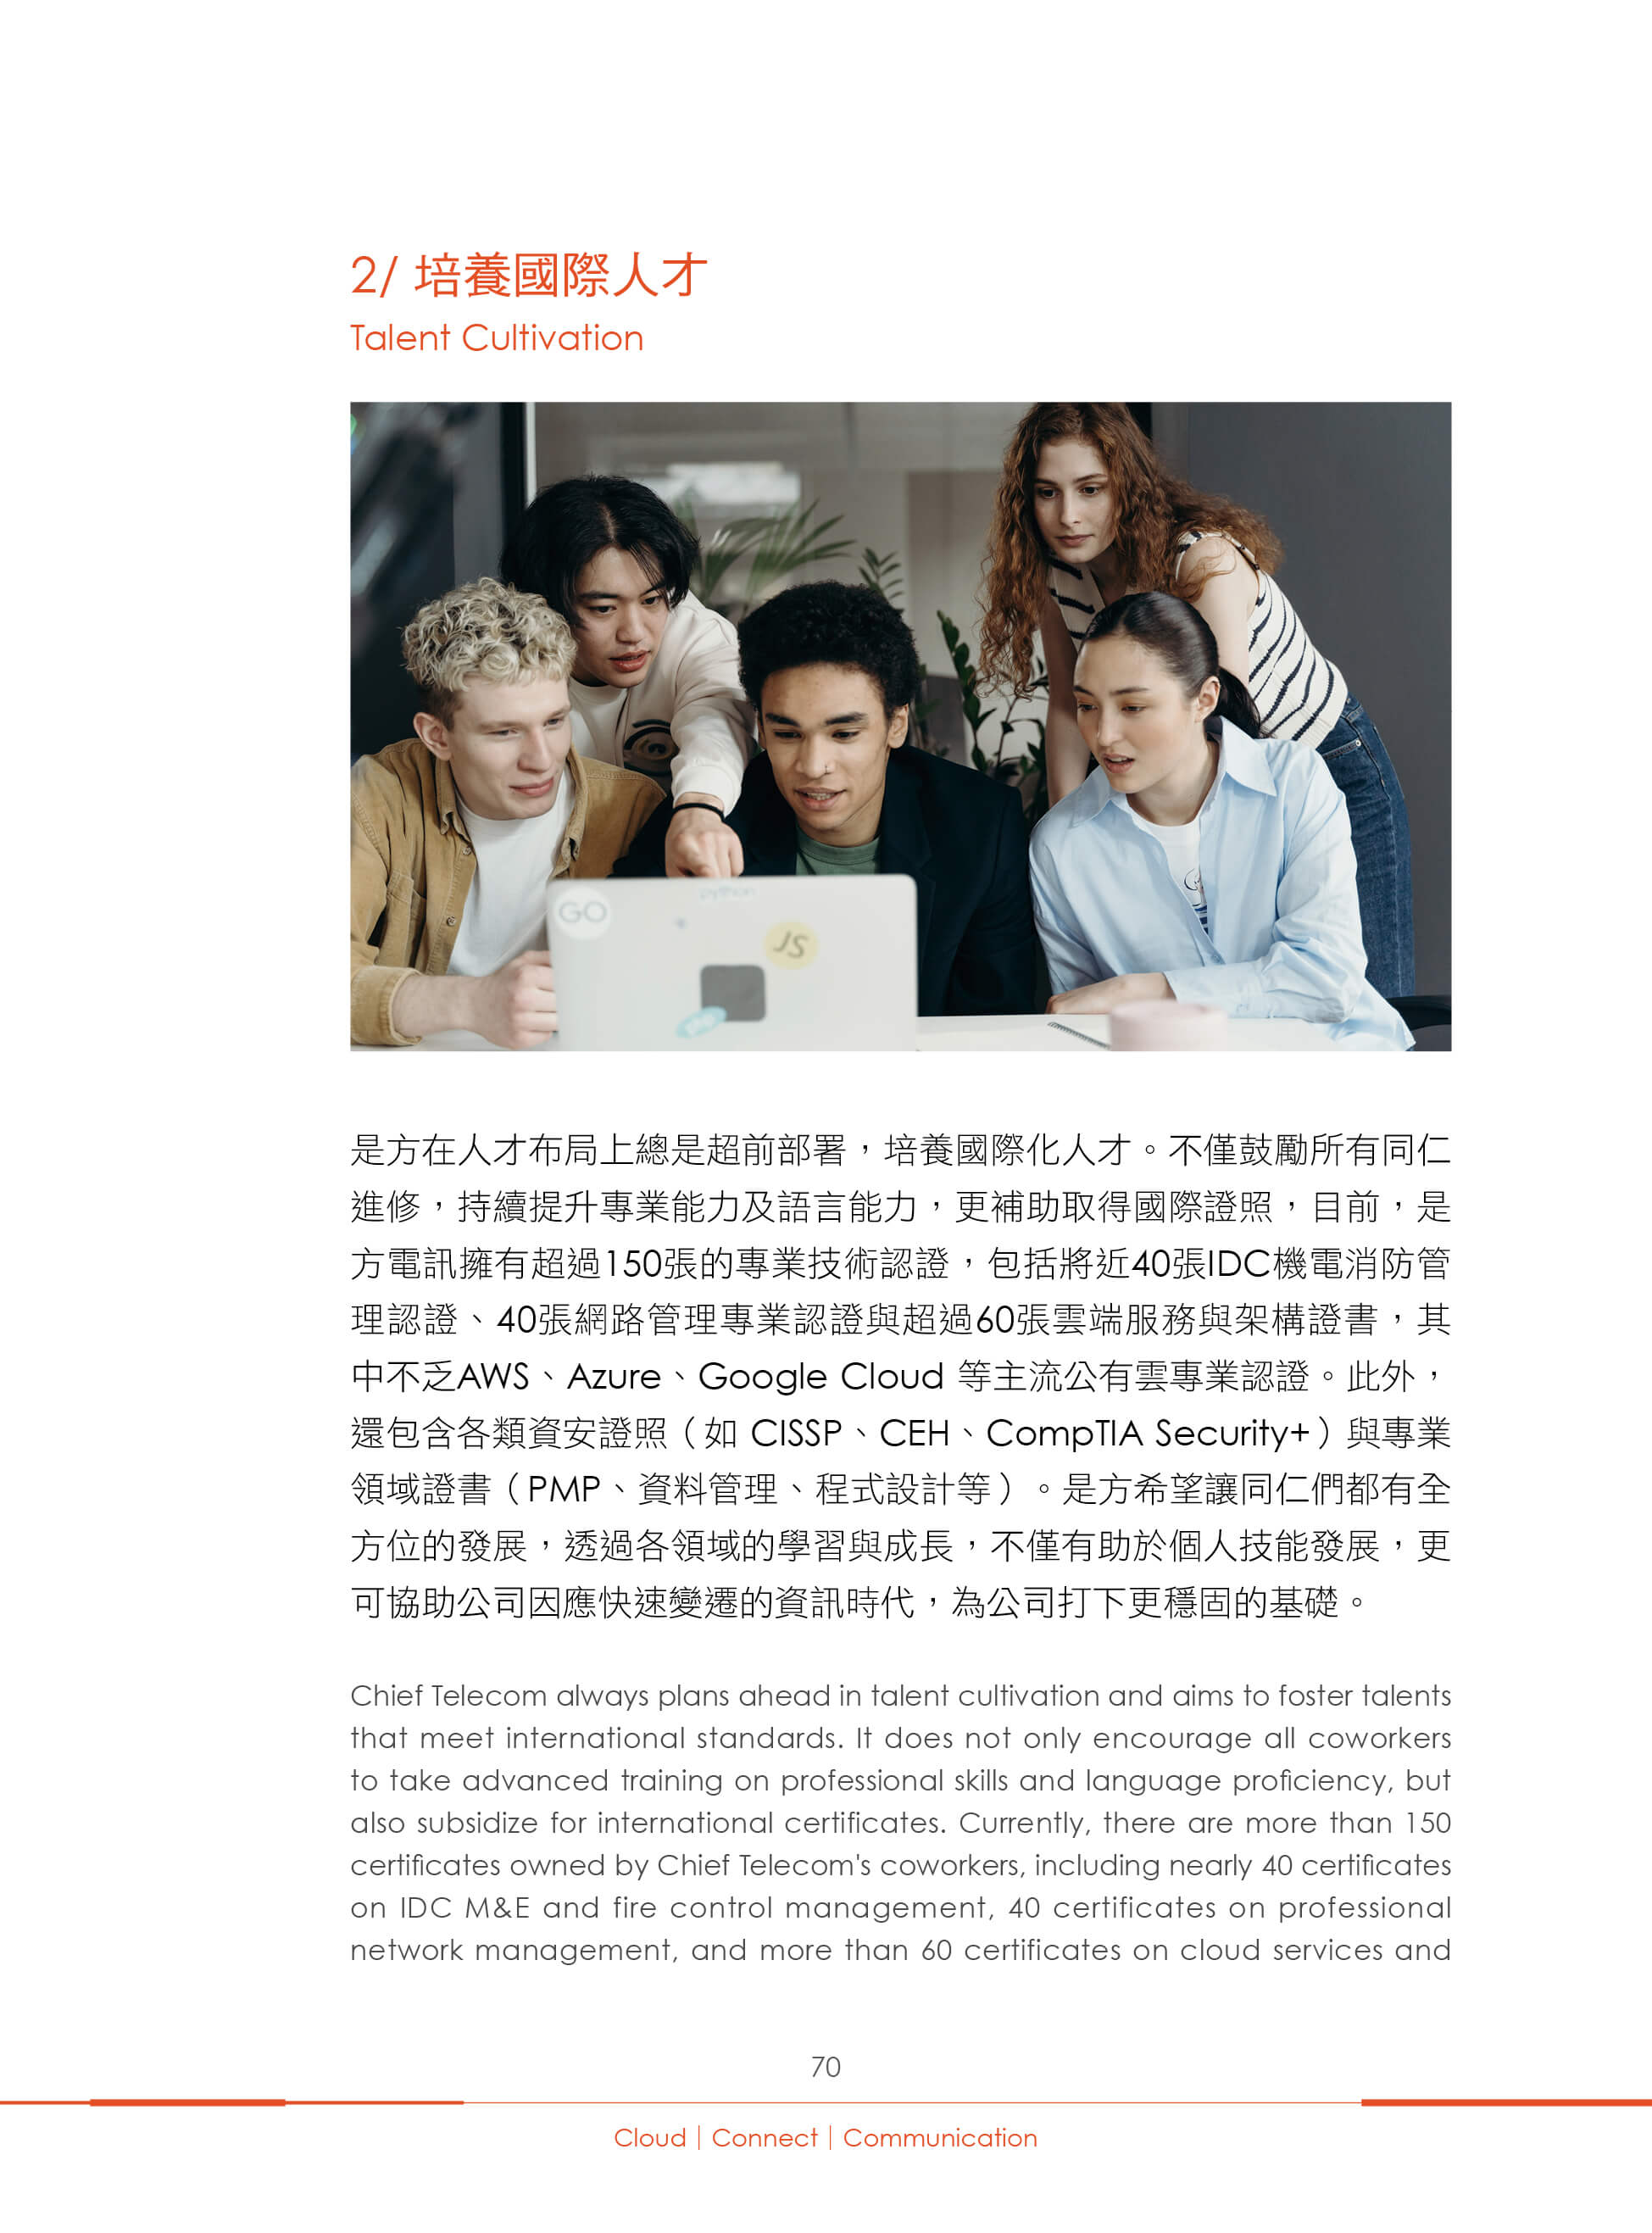 2/ 培養國際人才
Talent Cultivation
GO
python
JS
是方在人才布局上總是超前部署，培養國際化人才。不僅鼓勵所有同仁
進修，持續提升專業能力及語言能力，更補助取得國際證照，目前，是
方電訊擁有超過150張的專業技術認證，包括將近40張IDC機電消防管
理認證、40張網路管理專業認證與超過60張雲端服務與架構證書，其
中不乏AWS、Azure、Google Cloud 等主流公有雲專業認證。此外，
還包含各類資安證照（如 CISSP、CEH、CompTIA Security+）與專業
領域證書（PMP、資料管理、程式設計等）。是方希望讓同仁們都有全
方位的發展，透過各領域的學習與成長，不僅有助於個人技能發展，更
可協助公司因應快速變遷的資訊時代，為公司打下更穩固的基礎。
Chief Telecom always plans ahead in talent cultivation and aims to foster talents
that meet international standards. It does not only encourage all coworkers
to take advanced training on professional skills and language proficiency, but
also subsidize for international certificates. Currently, there are more than 150
certificates owned by Chief Telecom's coworkers, including nearly 40 certificates
on IDC M&E and fire control management, 40 certificates on professional
network management, and more than 60 certificates on cloud services and
70
Cloud | Connect | Communication